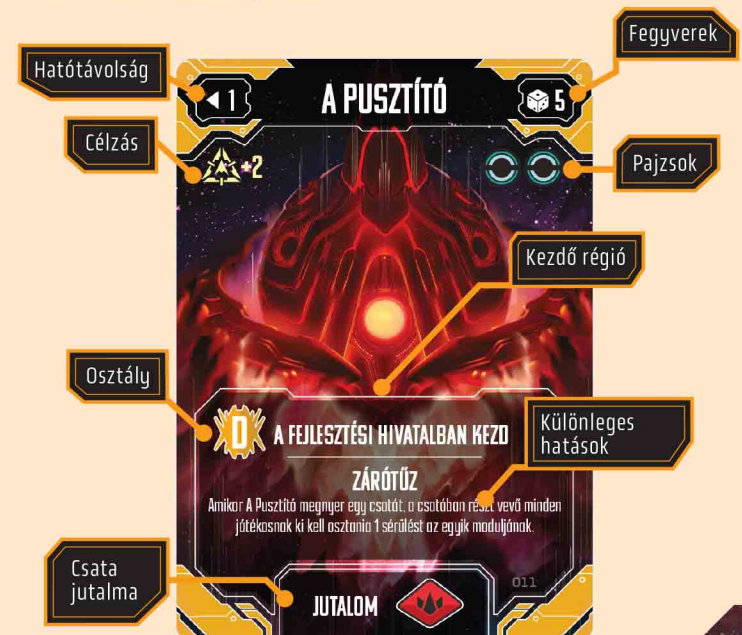 Fegyverek
Hatótávolság
1
A PUSZTÍTÓ
5
Célzás
+2
Pajzsok
Kezdő régió
Osztály
D
A FEJLESZTÉSI HIVATALBAN KEZD
Különleges
hatások
ZÁRÓTŰZ
Amikor A Pusztító megnyer egy csatát, a csatában részt vevő minden
játékosnak ki kell osztania 1 sérülést az egyik moduljának.
Csata
jutalma
011
JUTALOM